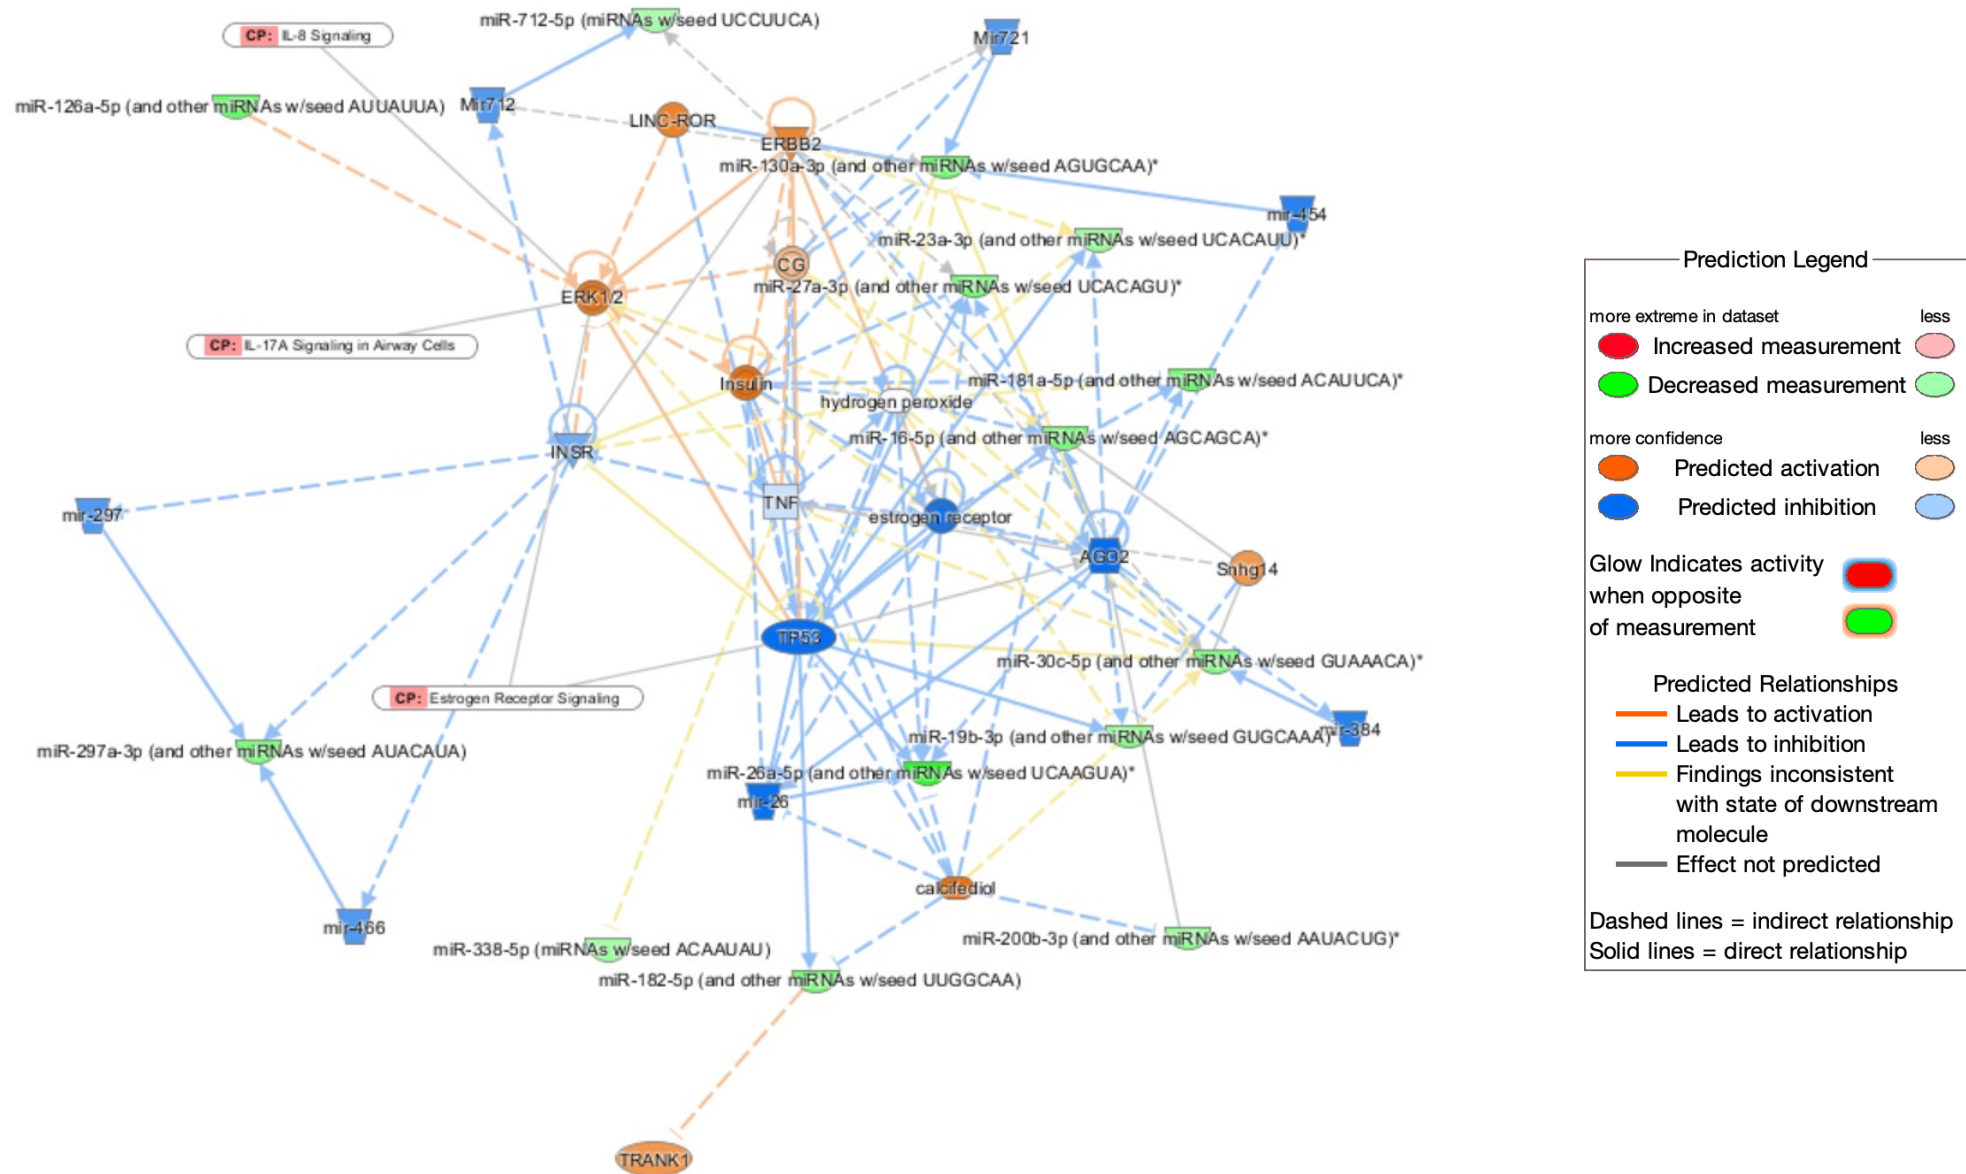 miR-712-5p (miRNAs w/seed UCCUUCA)
CP: IL-8 Signaling
Mir721
miR-126a-5p (and other miRNAs w/seed AUUAUUA)
Mir712
LINC-ROR
ERBB2
miR-130a-3p (and other miRNAs w/seed AGUGCAA)*
mir-454
miR-23a-3p (and other miRNAs w/seed UCACAUU)*
CG
miR-27a-3p (and other miRNAs w/seed UCACAGU)*
ERK1/2
CP: IL-17A Signaling in Airway Cells
Insulin
miR-181a-5p (and other miRNAs w/seed ACAUUCA)*
hydrogen peroxide
miR-16-5p (and other miRNAs w/seed AGCAGCA)*
INSR
TNF
mir-297
estrogen receptor
AGO2
Snhg14
TP53
miR-30c-5p (and other miRNAs w/seed GUAAACA)*
CP: Estrogen Receptor Signaling
mir-384
miR-19b-3p (and other miRNAs w/seed GUGCAAA)*
miR-297a-3p (and other miRNAs w/seed AUACAUA)
miR-26a-5p (and other miRNAs w/seed UCAAGUA)*
mir-26
calcifediol
mir-466
miR-200b-3p (and other miRNAs w/seed AAUACUG)*
miR-338-5p (miRNAs w/seed ACAAUAU)
miR-182-5p (and other miRNAs w/seed UUGGCAA)
TRANK1
Prediction Legend
more extreme in dataset less
Increased measurement
Decreased measurement
more confidence less
Predicted activation
Predicted inhibition
Glow Indicates activity
when opposite
of measurement
Predicted Relationships
Leads to activation
Leads to inhibition
Findings inconsistent
with state of downstream
molecule
Effect not predicted
Dashed lines = indirect relationship
Solid lines = direct relationship